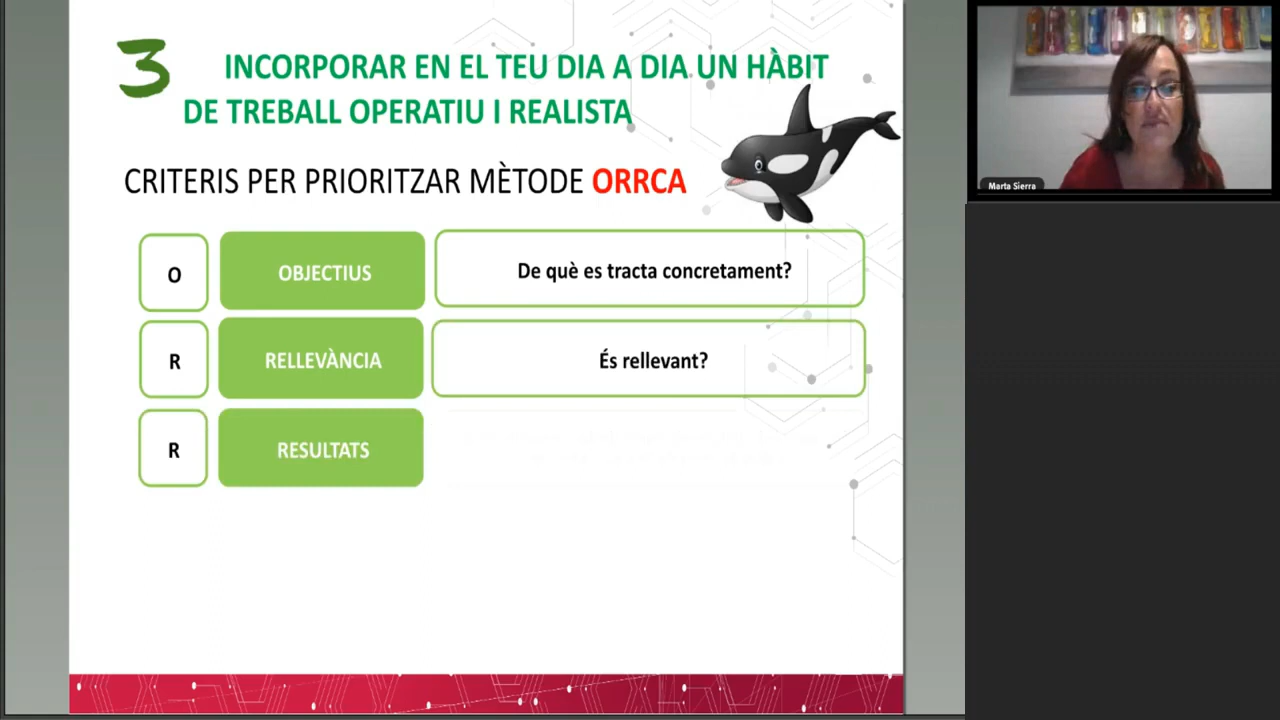 3
INCORPORAR EN EL TEU DIA A DIA UN HÀBIT
DE TREBALL OPERATIU I REALISTA
CRITERIS PER PRIORITZAR MÈTODE ORRCA
O
OBJECTIUS
De què es tracta concretament?
R
RELLEVÀNCIA
És rellevant?
R
RESULTATS
Marta Sierra